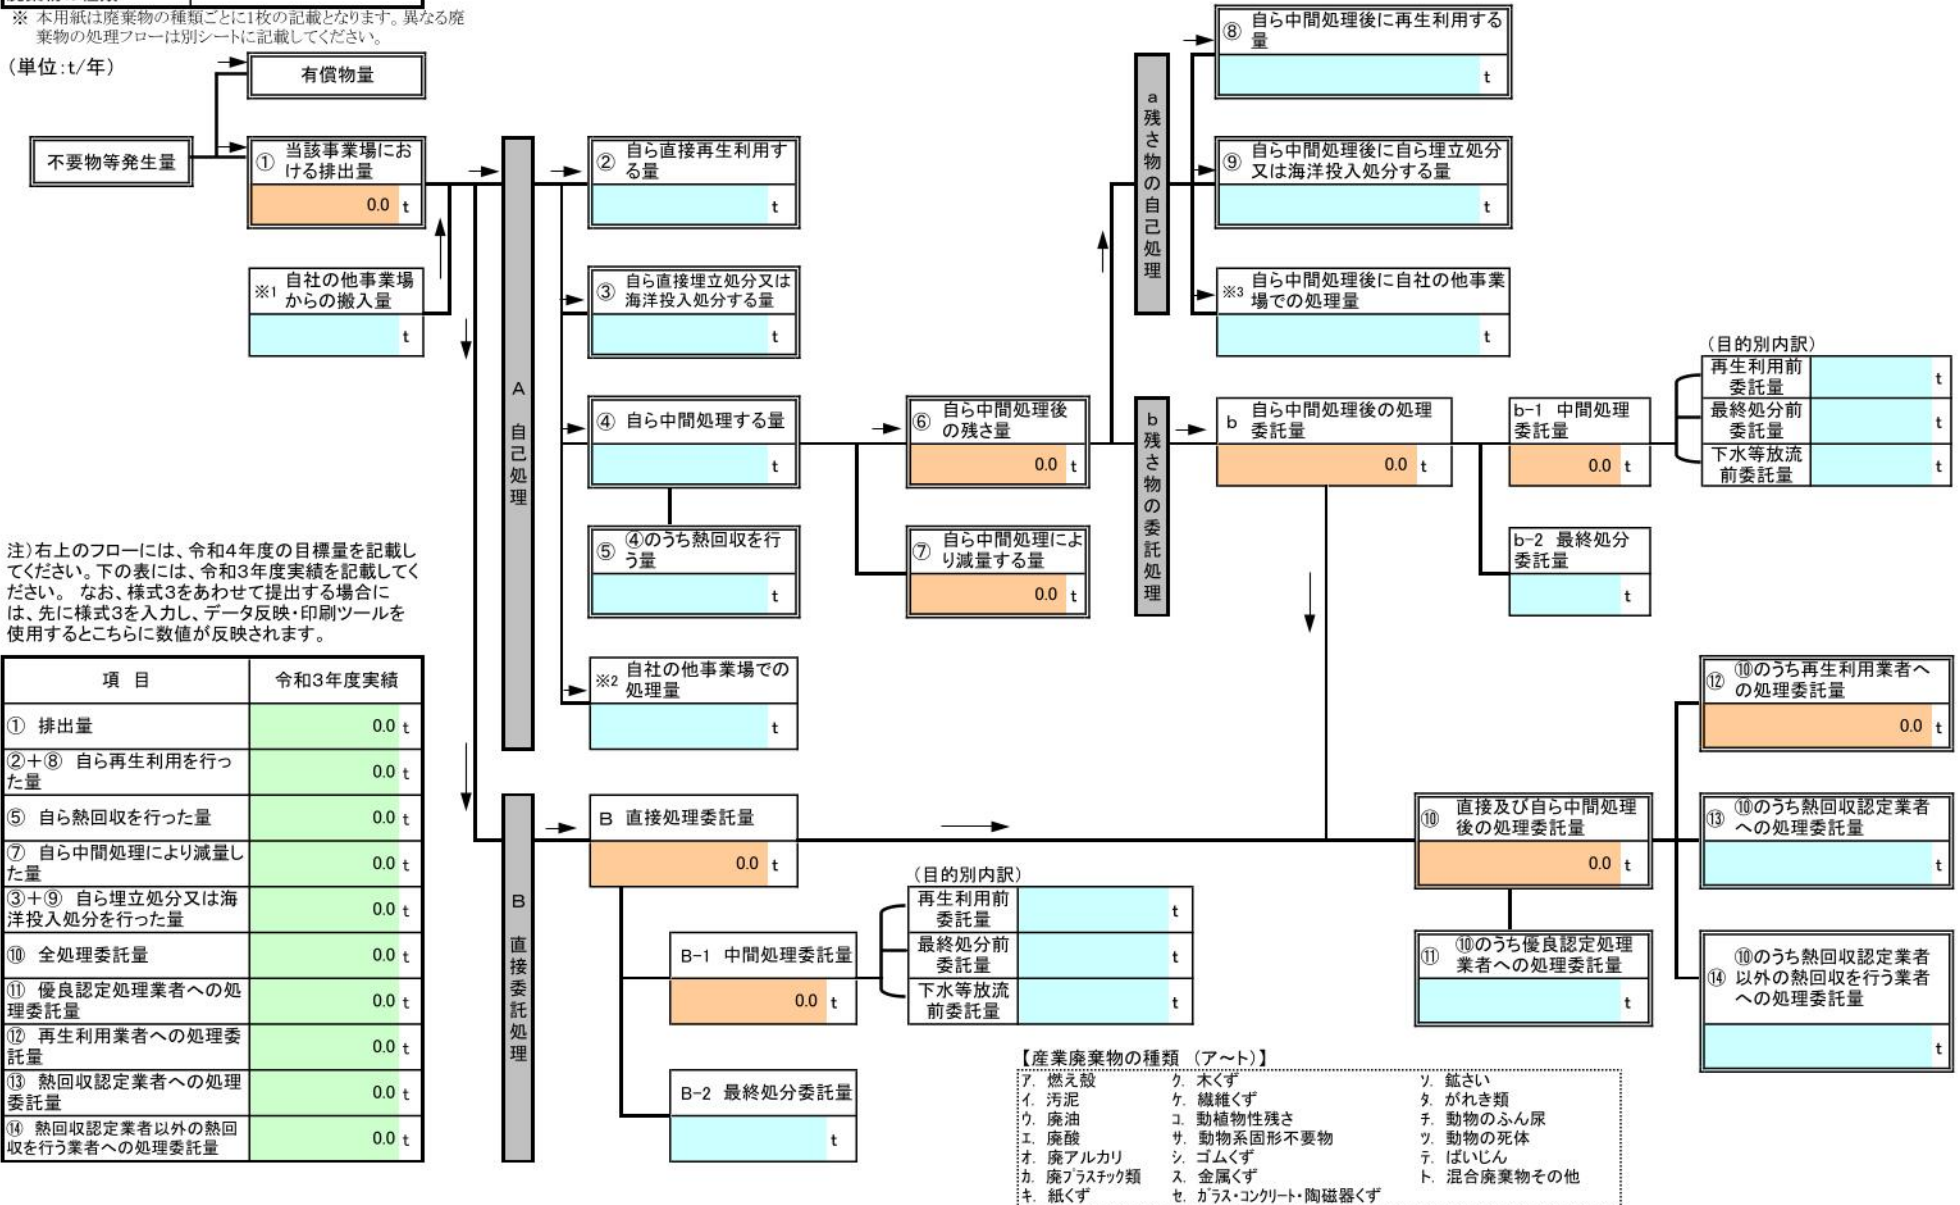 ※ 本用紙は廃棄物の種類ごとに1枚の記載となります。異なる廃
棄物の処理フローは別シートに記載してください。
(単位:t/年)
有償物量
不要物等発生量
① 当該事業場にお
ける排出量
0.0 t
※1 自社の他事業場
からの搬入量
t
A 自己処理
② 自ら直接再生利用す
る量
t
③ 自ら直接埋立処分又は
海洋投入処分する量
t
④ 自ら中間処理する量
t
⑤ ④のうち熱回収を行
う量
t
※2 自社の他事業場での
処理量
t
⑥ 自ら中間処理後
の残さ量
0.0 t
⑦ 自ら中間処理によ
り減量する量
0.0 t
a 残さ物の自己処理
⑧ 自ら中間処理後に再生利用する
量
t
⑨ 自ら中間処理後に自ら埋立処分
又は海洋投入処分する量
t
※3 自ら中間処理後に自社の他事業
場での処理量
t
b 残さ物の委託処理
b 自ら中間処理後の処理
委託量
0.0 t
b-1 中間処理
委託量
0.0 t
b-2 最終処分
委託量
t
(目的別内訳)
再生利用前
委託量
t
最終処分前
委託量
t
下水等放流
前委託量
t
注)右上のフローには、令和4年度の目標量を記載し
てください。下の表には、令和3年度実績を記載してく
ださい。 なお、様式3をあわせて提出する場合に
は、先に様式3を入力し、データ反映・印刷ツールを
使用するとこちらに数値が反映されます。
項 目 令和3年度実績
① 排出量 0.0 t
②+⑧ 自ら再生利用を行っ
た量 0.0 t
⑤ 自ら熱回収を行った量 0.0 t
⑦ 自ら中間処理により減量し
た量 0.0 t
③+⑨ 自ら埋立処分又は海
洋投入処分を行った量 0.0 t
⑩ 全処理委託量 0.0 t
⑪ 優良認定処理業者への処
理委託量 0.0 t
⑫ 再生利用業者への処理委
託量 0.0 t
⑬ 熱回収認定業者への処理
委託量 0.0 t
⑭ 熱回収認定業者以外の熱回
収を行う業者への処理委託量 0.0 t
B 直接委託処理
B 直接処理委託量
0.0 t
B-1 中間処理委託量
0.0 t
B-2 最終処分委託量
t
(目的別内訳)
再生利用前
委託量
t
最終処分前
委託量
t
下水等放流
前委託量
t
⑩ 直接及び自ら中間処理
後の処理委託量
0.0 t
⑪ ⑩のうち優良認定処理
業者への処理委託量
t
⑫ ⑩のうち再生利用業者へ
の処理委託量
0.0 t
⑬ ⑩のうち熱回収認定業者
への処理委託量
t
⑭ ⑩のうち熱回収認定業者
以外の熱回収を行う業者
への処理委託量
t
【産業廃棄物の種類 (ア~ト)】
ア. 燃え殻 ク. 木くず ソ. 鉱さい
イ. 汚泥 ケ. 繊維くず タ. がれき類
ウ. 廃油 コ. 動植物性残さ チ. 動物のふん尿
エ. 廃酸 サ. 動物系固形不要物 ツ. 動物の死体
オ. 廃アルカリ シ. ゴムくず テ. ばいじん
カ. 廃プラスチック類 ス. 金属くず ト. 混合廃棄物その他
キ. 紙くず セ. ガラス・コンクリート・陶磁器くず